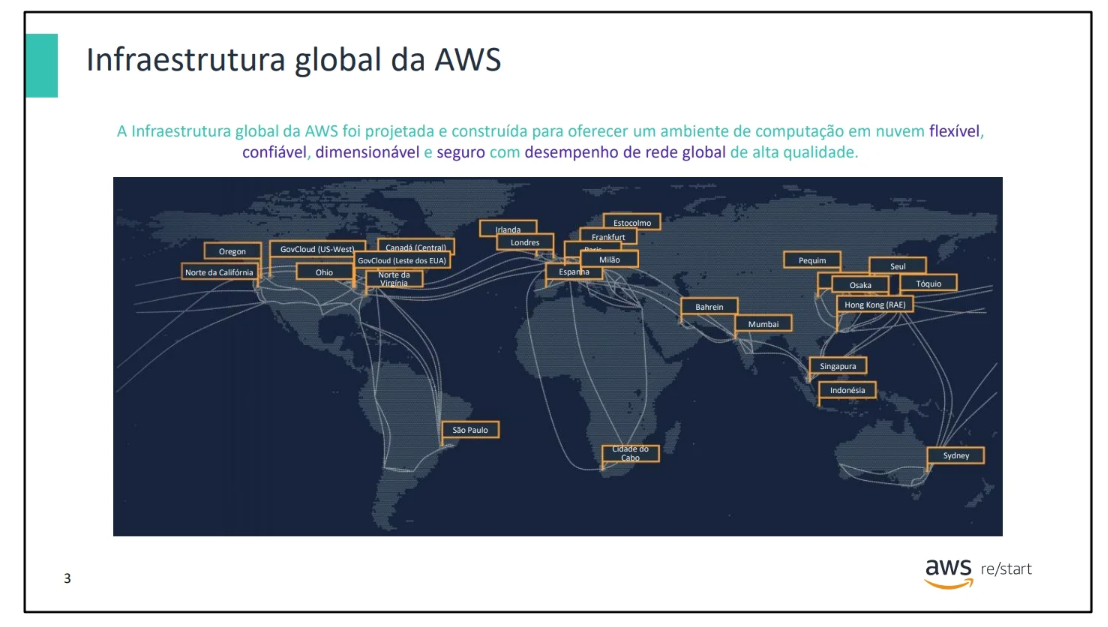 Infraestrutura global da AWS
A Infraestrutura global da AWS foi projetada e construída para oferecer um ambiente de computação em nuvem flexível,
confiável, dimensionável e seguro com desempenho de rede global de alta qualidade.
Oregon
GovCloud (US-West)
Canadá (Central)
Norte da Califórnia
Ohio
GovCloud (Leste dos EUA)
Norte da
Virgínia
Irlanda
Londres
Estocolmo
Frankfurt
Paris
Milão
Espanha
Pequim
Seul
Osaka
Tóquio
Hong Kong (RAE)
Bahrein
Mumbai
Singapura
Indonésia
São Paulo
Cidade do
Cabo
Sydney
3
aws re/start